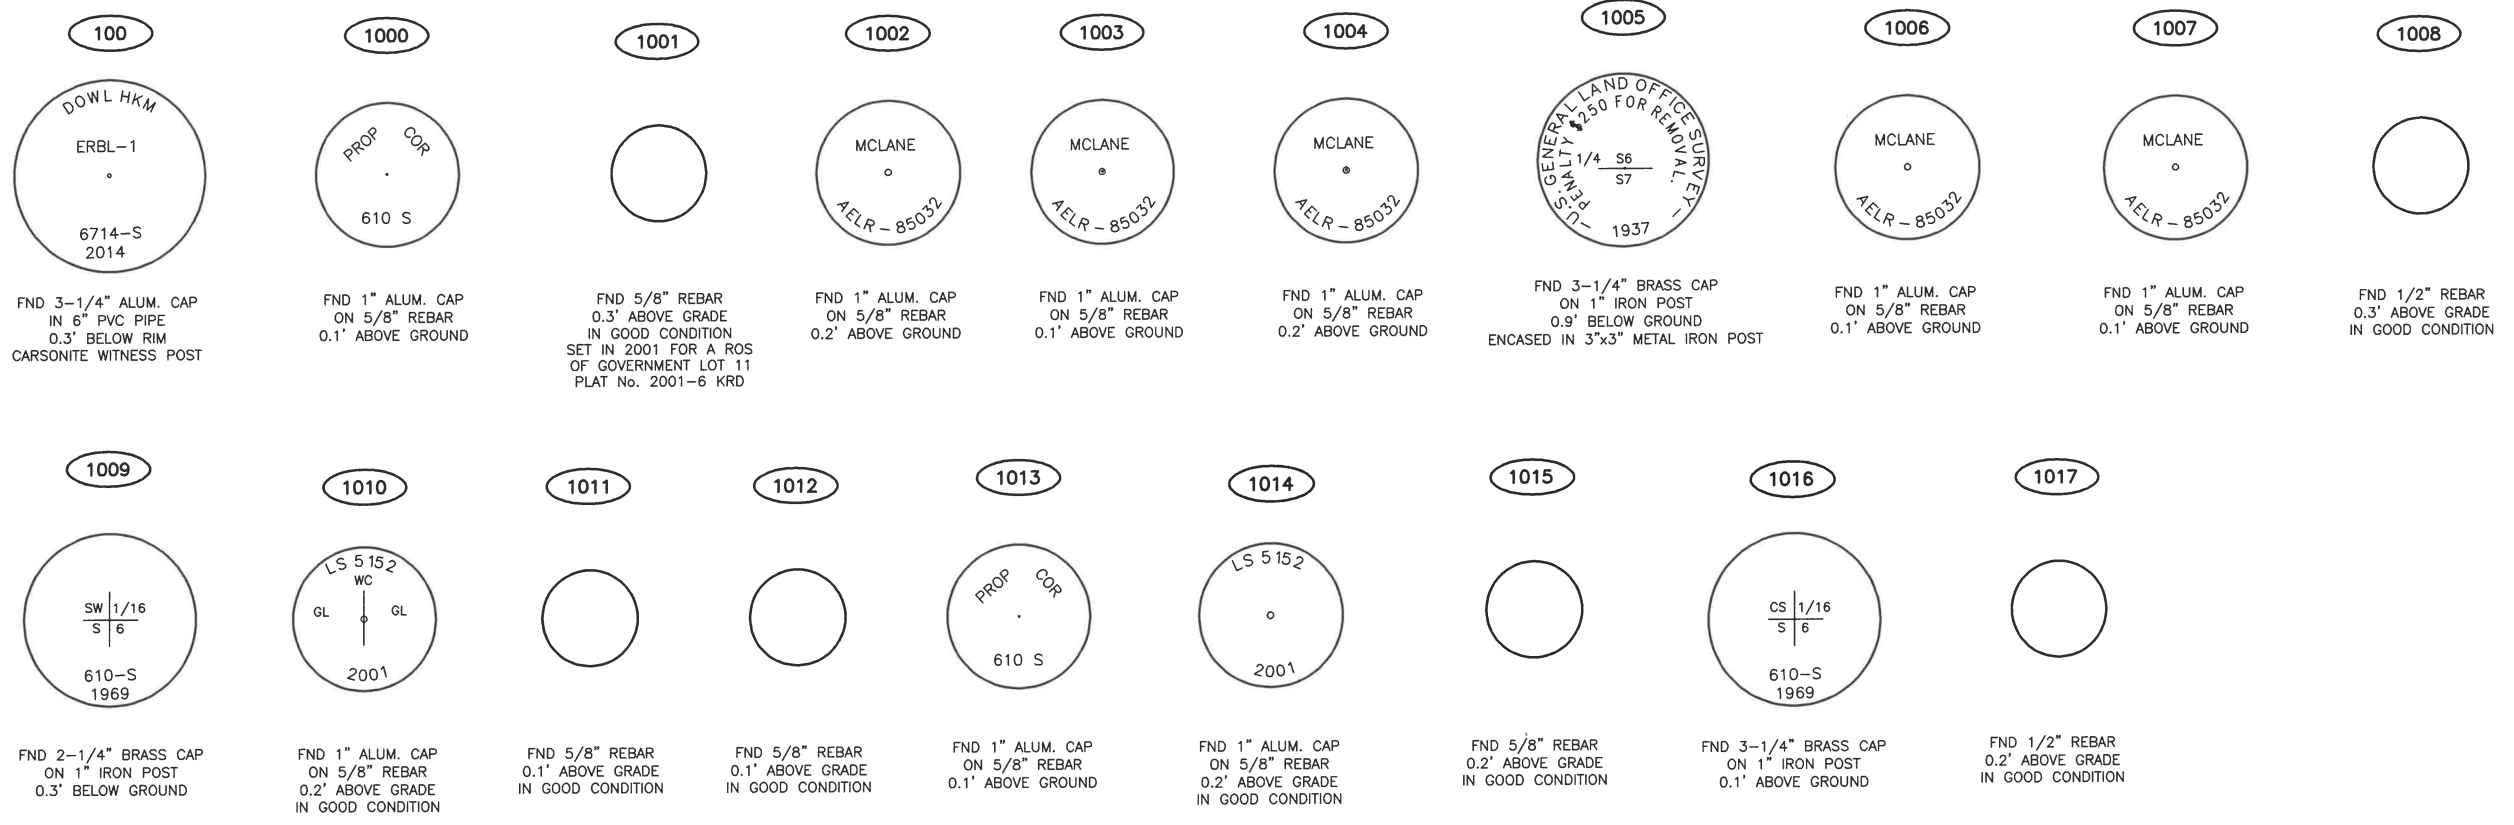 100
DOWL HKM
ERBL-1
6714-S
2014
FND 3-1/4" ALUM. CAP
IN 6" PVC PIPE
0.3' BELOW RIM
CARSONITE WITNESS POST
1000
PROP COR
610 S
FND 1" ALUM. CAP
ON 5/8" REBAR
0.1' ABOVE GROUND
1001
FND 5/8" REBAR
0.3' ABOVE GRADE
IN GOOD CONDITION
SET IN 2001 FOR A ROS
OF GOVERNMENT LOT 11
PLAT No. 2001-6 KRD
1002
MCLANE
AELR - 85032
FND 1" ALUM. CAP
ON 5/8" REBAR
0.2' ABOVE GROUND
1003
MCLANE
AELR - 85032
FND 1" ALUM. CAP
ON 5/8" REBAR
0.1' ABOVE GROUND
1004
MCLANE
AELR - 85032
FND 1" ALUM. CAP
ON 5/8" REBAR
0.2' ABOVE GROUND
1005
- U.S. GENERAL LAND OFFICE SURVEY -
PENALTY $250 FOR REMOVAL.
1/4 S6
S7
1937
FND 3-1/4" BRASS CAP
ON 1" IRON POST
0.9' BELOW GROUND
ENCASED IN 3"x3" METAL IRON POST
1006
MCLANE
AELR - 85032
FND 1" ALUM. CAP
ON 5/8" REBAR
0.1' ABOVE GROUND
1007
MCLANE
AELR - 85032
FND 1" ALUM. CAP
ON 5/8" REBAR
0.1' ABOVE GROUND
1008
FND 1/2" REBAR
0.3' ABOVE GRADE
IN GOOD CONDITION
1009
SW 1/16
S 6
610-S
1969
FND 2-1/4" BRASS CAP
ON 1" IRON POST
0.3' BELOW GROUND
1010
LS 5152
WC
GL GL
2001
FND 1" ALUM. CAP
ON 5/8" REBAR
0.2' ABOVE GRADE
IN GOOD CONDITION
1011
FND 5/8" REBAR
0.1' ABOVE GRADE
IN GOOD CONDITION
1012
FND 5/8" REBAR
0.1' ABOVE GRADE
IN GOOD CONDITION
1013
PROP COR
610 S
FND 1" ALUM. CAP
ON 5/8" REBAR
0.1' ABOVE GROUND
1014
LS 5152
2001
FND 1" ALUM. CAP
ON 5/8" REBAR
0.2' ABOVE GRADE
IN GOOD CONDITION
1015
FND 5/8" REBAR
0.2' ABOVE GRADE
IN GOOD CONDITION
1016
CS 1/16
S 6
610-S
1969
FND 3-1/4" BRASS CAP
ON 1" IRON POST
0.1' ABOVE GROUND
1017
FND 1/2" REBAR
0.2' ABOVE GRADE
IN GOOD CONDITION